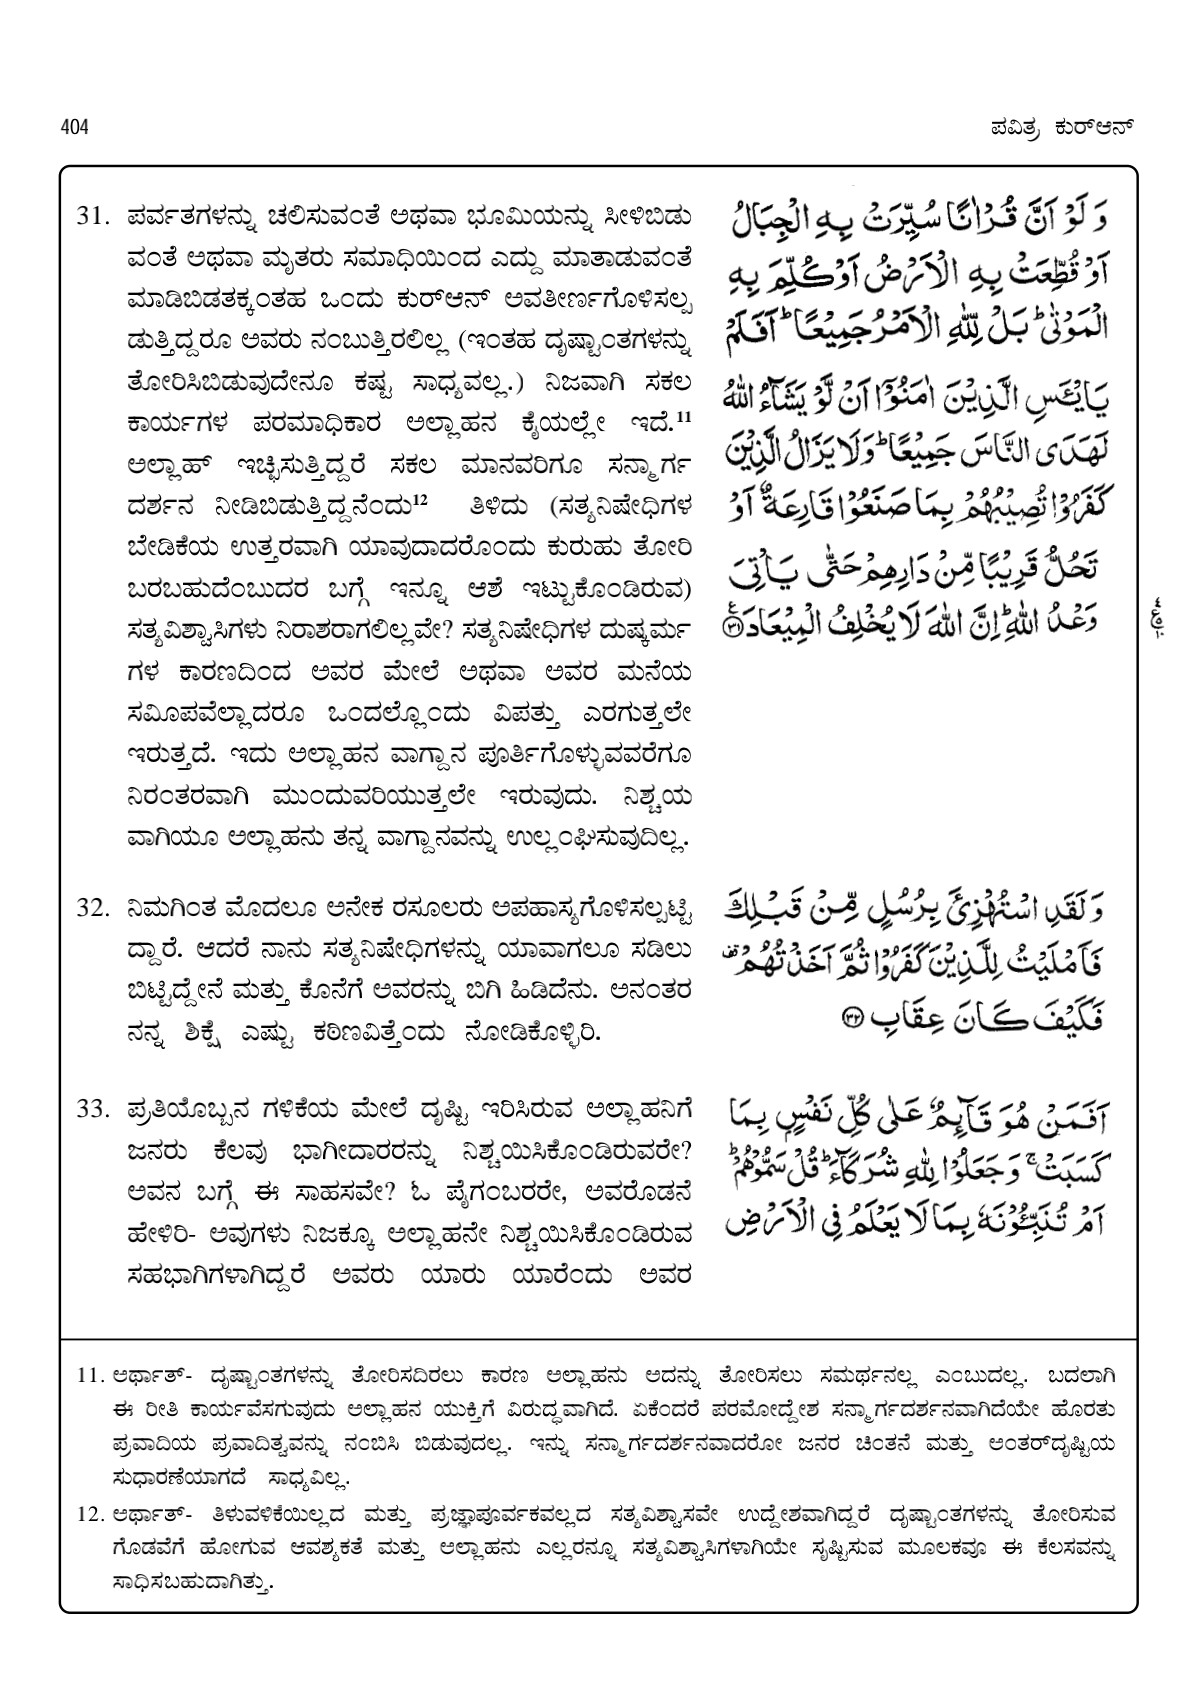 404
ಪವಿತ್ರ ಕುರ್‌ಆನ್
31. ಪರ್ವತಗಳನ್ನು ಚಲಿಸುವಂತೆ ಅಥವಾ ಭೂಮಿಯನ್ನು ಸೀಳಿಬಿಡು
ವಂತೆ ಅಥವಾ ಮೃತರು ಸಮಾಧಿಯಿಂದ ಎದ್ದು ಮಾತಾಡುವಂತೆ
ಮಾಡಿಬಿಡತಕ್ಕಂತಹ ಒಂದು ಕುರ್‌ಆನ್ ಅವತೀರ್ಣಗೊಳಿಸಲ್ಪ
ಡುತ್ತಿದ್ದರೂ ಅವರು ನಂಬುತ್ತಿರಲಿಲ್ಲ (ಇಂತಹ ದೃಷ್ಟಾಂತಗಳನ್ನು
ತೋರಿಸಿಬಿಡುವುದೇನೂ ಕಷ್ಟ ಸಾಧ್ಯವಲ್ಲ.) ನಿಜವಾಗಿ ಸಕಲ
ಕಾರ್ಯಗಳ ಪರಮಾಧಿಕಾರ ಅಲ್ಲಾಹನ ಕೈಯಲ್ಲೇ ಇದೆ.¹¹
ಅಲ್ಲಾಹ್ ಇಚ್ಛಿಸುತ್ತಿದ್ದರೆ ಸಕಲ ಮಾನವರಿಗೂ ಸನ್ಮಾರ್ಗ
ದರ್ಶನ ನೀಡಿಬಿಡುತ್ತಿದ್ದನೆಂದು¹² ತಿಳಿದು (ಸತ್ಯನಿಷೇಧಿಗಳ
ಬೇಡಿಕೆಯ ಉತ್ತರವಾಗಿ ಯಾವುದಾದರೊಂದು ಕುರುಹು ತೋರಿ
ಬರಬಹುದೆಂಬುದರ ಬಗ್ಗೆ ಇನ್ನೂ ಆಶೆ ಇಟ್ಟುಕೊಂಡಿರುವ)
ಸತ್ಯವಿಶ್ವಾಸಿಗಳು ನಿರಾಶರಾಗಲಿಲ್ಲವೇ? ಸತ್ಯನಿಷೇಧಿಗಳ ದುಷ್ಕರ್ಮ
ಗಳ ಕಾರಣದಿಂದ ಅವರ ಮೇಲೆ ಅಥವಾ ಅವರ ಮನೆಯ
ಸಮೀಪವೆಲ್ಲಾದರೂ ಒಂದಲ್ಲೊಂದು ವಿಪತ್ತು ಎರಗುತ್ತಲೇ
ಇರುತ್ತದೆ. ಇದು ಅಲ್ಲಾಹನ ವಾಗ್ದಾನ ಪೂರ್ತಿಗೊಳ್ಳುವವರೆಗೂ
ನಿರಂತರವಾಗಿ ಮುಂದುವರಿಯುತ್ತಲೇ ಇರುವುದು. ನಿಶ್ಚಯ
ವಾಗಿಯೂ ಅಲ್ಲಾಹನು ತನ್ನ ವಾಗ್ದಾನವನ್ನು ಉಲ್ಲಂಘಿಸುವುದಿಲ್ಲ.
وَ لَوْ اَنَّ قُرْاٰنًا سُيِّرَتْ بِهِ الْجِبَالُ
اَوْ قُطِّعَتْ بِهِ الْاَرْضُ اَوْ كُلِّمَ بِهِ
الْمَوْتٰى ؕ بَلْ لِّلّٰهِ الْاَمْرُ جَمِيْعًا ؕ اَفَلَمْ
يَايْـَٔسِ الَّذِيْنَ اٰمَنُوْۤا اَنْ لَّوْ يَشَآءُ اللّٰهُ
لَهَدَى النَّاسَ جَمِيْعًا ؕ وَ لَا يَزَالُ الَّذِيْنَ
كَفَرُوْا تُصِيْبُهُمْ بِمَا صَنَعُوْا قَارِعَةٌ اَوْ
تَحُلُّ قَرِيْبًا مِّنْ دَارِهِمْ حَتّٰى يَاْتِيَ
وَعْدُ اللّٰهِ ؕ اِنَّ اللّٰهَ لَا يُخْلِفُ الْمِيْعَادَ ﴿۳۱﴾
32. ನಿಮಗಿಂತ ಮೊದಲೂ ಅನೇಕ ರಸೂಲರು ಅಪಹಾಸ್ಯಗೊಳಿಸಲ್ಪಟ್ಟಿ
ದ್ದಾರೆ. ಆದರೆ ನಾನು ಸತ್ಯನಿಷೇಧಿಗಳನ್ನು ಯಾವಾಗಲೂ ಸಡಿಲು
ಬಿಟ್ಟಿದ್ದೇನೆ ಮತ್ತು ಕೊನೆಗೆ ಅವರನ್ನು ಬಿಗಿ ಹಿಡಿದೆನು. ಅನಂತರ
ನನ್ನ ಶಿಕ್ಷೆ ಎಷ್ಟು ಕಠಿಣವಿತ್ತೆಂದು ನೋಡಿಕೊಳ್ಳಿರಿ.
وَ لَقَدِ اسْتُهْزِئَ بِرُسُلٍ مِّنْ قَبْلِكَ
فَاَمْلَيْتُ لِلَّذِيْنَ كَفَرُوْا ثُمَّ اَخَذْتُهُمْ ۫
فَكَيْفَ كَانَ عِقَابِ ﴿۳۲﴾
33. ಪ್ರತಿಯೊಬ್ಬನ ಗಳಿಕೆಯ ಮೇಲೆ ದೃಷ್ಟಿ ಇರಿಸಿರುವ ಅಲ್ಲಾಹನಿಗೆ
ಜನರು ಕೆಲವು ಭಾಗೀದಾರರನ್ನು ನಿಶ್ಚಯಿಸಿಕೊಂಡಿರುವರೇ?
ಅವನ ಬಗ್ಗೆ ಈ ಸಾಹಸವೇ? ಓ ಪೈಗಂಬರರೇ, ಅವರೊಡನೆ
ಹೇಳಿರಿ- ಅವುಗಳು ನಿಜಕ್ಕೂ ಅಲ್ಲಾಹನೇ ನಿಶ್ಚಯಿಸಿಕೊಂಡಿರುವ
ಸಹಭಾಗಿಗಳಾಗಿದ್ದರೆ ಅವರು ಯಾರು ಯಾರೆಂದು ಅವರ
اَفَمَنْ هُوَ قَآىِٕمٌ عَلٰى كُلِّ نَفْسٍۭ بِمَا
كَسَبَتْ ۚ وَ جَعَلُوْا لِلّٰهِ شُرَكَآءَ ؕ قُلْ سَمُّوْهُمْ ؕ
اَمْ تُنَبِّـُٔوْنَهٗ بِمَا لَا يَعْلَمُ فِي الْاَرْضِ
11. ಅರ್ಥಾತ್- ದೃಷ್ಟಾಂತಗಳನ್ನು ತೋರಿಸದಿರಲು ಕಾರಣ ಅಲ್ಲಾಹನು ಅದನ್ನು ತೋರಿಸಲು ಸಮರ್ಥನಲ್ಲ ಎಂಬುದಲ್ಲ. ಬದಲಾಗಿ
ಈ ರೀತಿ ಕಾರ್ಯವೆಸಗುವುದು ಅಲ್ಲಾಹನ ಯುಕ್ತಿಗೆ ವಿರುದ್ಧವಾಗಿದೆ. ಏಕೆಂದರೆ ಪರಮೋದ್ದೇಶ ಸನ್ಮಾರ್ಗದರ್ಶನವಾಗಿದೆಯೇ ಹೊರತು
ಪ್ರವಾದಿಯ ಪ್ರವಾದಿತ್ವವನ್ನು ನಂಬಿಸಿ ಬಿಡುವುದಲ್ಲ. ಇನ್ನು ಸನ್ಮಾರ್ಗದರ್ಶನವಾದರೋ ಜನರ ಚಿಂತನೆ ಮತ್ತು ಅಂತರ್‌ದೃಷ್ಟಿಯ
ಸುಧಾರಣೆಯಾಗದೆ ಸಾಧ್ಯವಿಲ್ಲ.
12. ಅರ್ಥಾತ್- ತಿಳುವಳಿಕೆಯಿಲ್ಲದ ಮತ್ತು ಪ್ರಜ್ಞಾಪೂರ್ವಕವಲ್ಲದ ಸತ್ಯವಿಶ್ವಾಸವೇ ಉದ್ದೇಶವಾಗಿದ್ದರೆ ದೃಷ್ಟಾಂತಗಳನ್ನು ತೋರಿಸುವ
ಗೊಡವೆಗೆ ಹೋಗುವ ಆವಶ್ಯಕತೆ ಮತ್ತು ಅಲ್ಲಾಹನು ಎಲ್ಲರನ್ನೂ ಸತ್ಯವಿಶ್ವಾಸಿಗಳಾಗಿಯೇ ಸೃಷ್ಟಿಸುವ ಮೂಲಕವೂ ಈ ಕೆಲಸವನ್ನು
ಸಾಧಿಸಬಹುದಾಗಿತ್ತು.